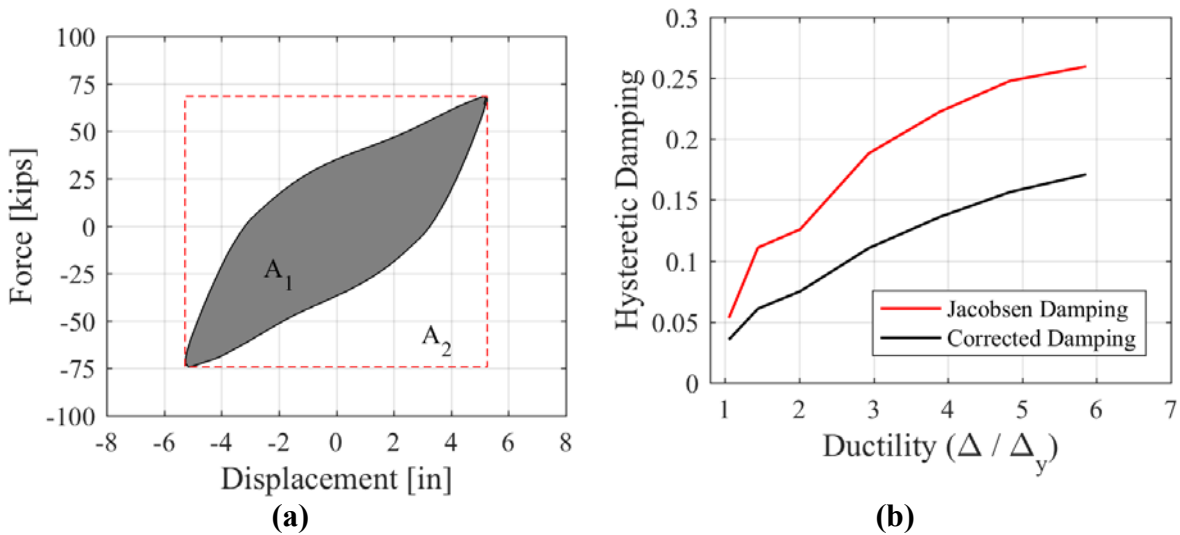 100
75
50
25
0
-25
-50
-75
-100
Force [kips]
A1
A2
-8 -6 -4 -2 0 2 4 6 8
Displacement [in]
(a)
0.3
0.25
0.2
0.15
0.1
0.05
0
Hysteretic Damping
Jacobsen Damping
Corrected Damping
1 2 3 4 5 6 7
Ductility (Δ / Δy)
(b)